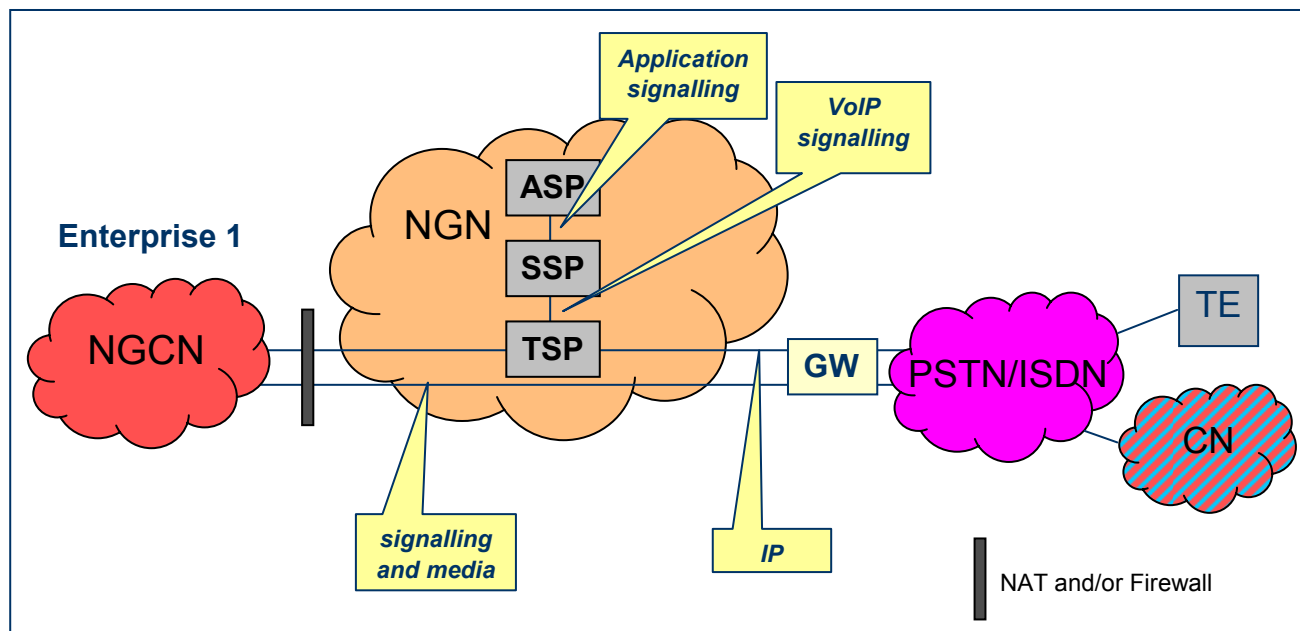 Application
signalling
VoIP
signalling
ASP
NGN
Enterprise 1
SSP
TE
NGCN
TSP
GW
PSTN/ISDN
CN
signalling
and media
IP
NAT and/or Firewall